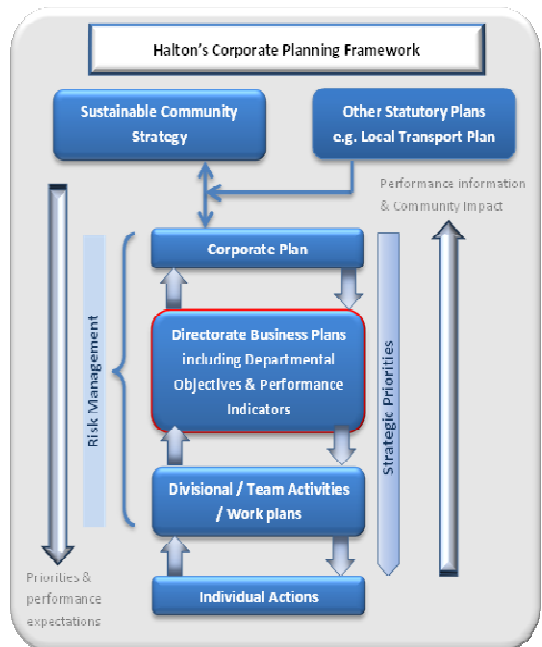 Halton's Corporate Planning Framework
Sustainable Community
Strategy
Other Statutory Plans
e.g. Local Transport Plan
Performance information
& Community Impact
Corporate Plan
Directorate Business Plans
including Departmental
Objectives & Performance
Indicators
Risk Management
Strategic Priorities
Divisional / Team Activities
/ Work plans
Individual Actions
Priorities &
performance
expectations